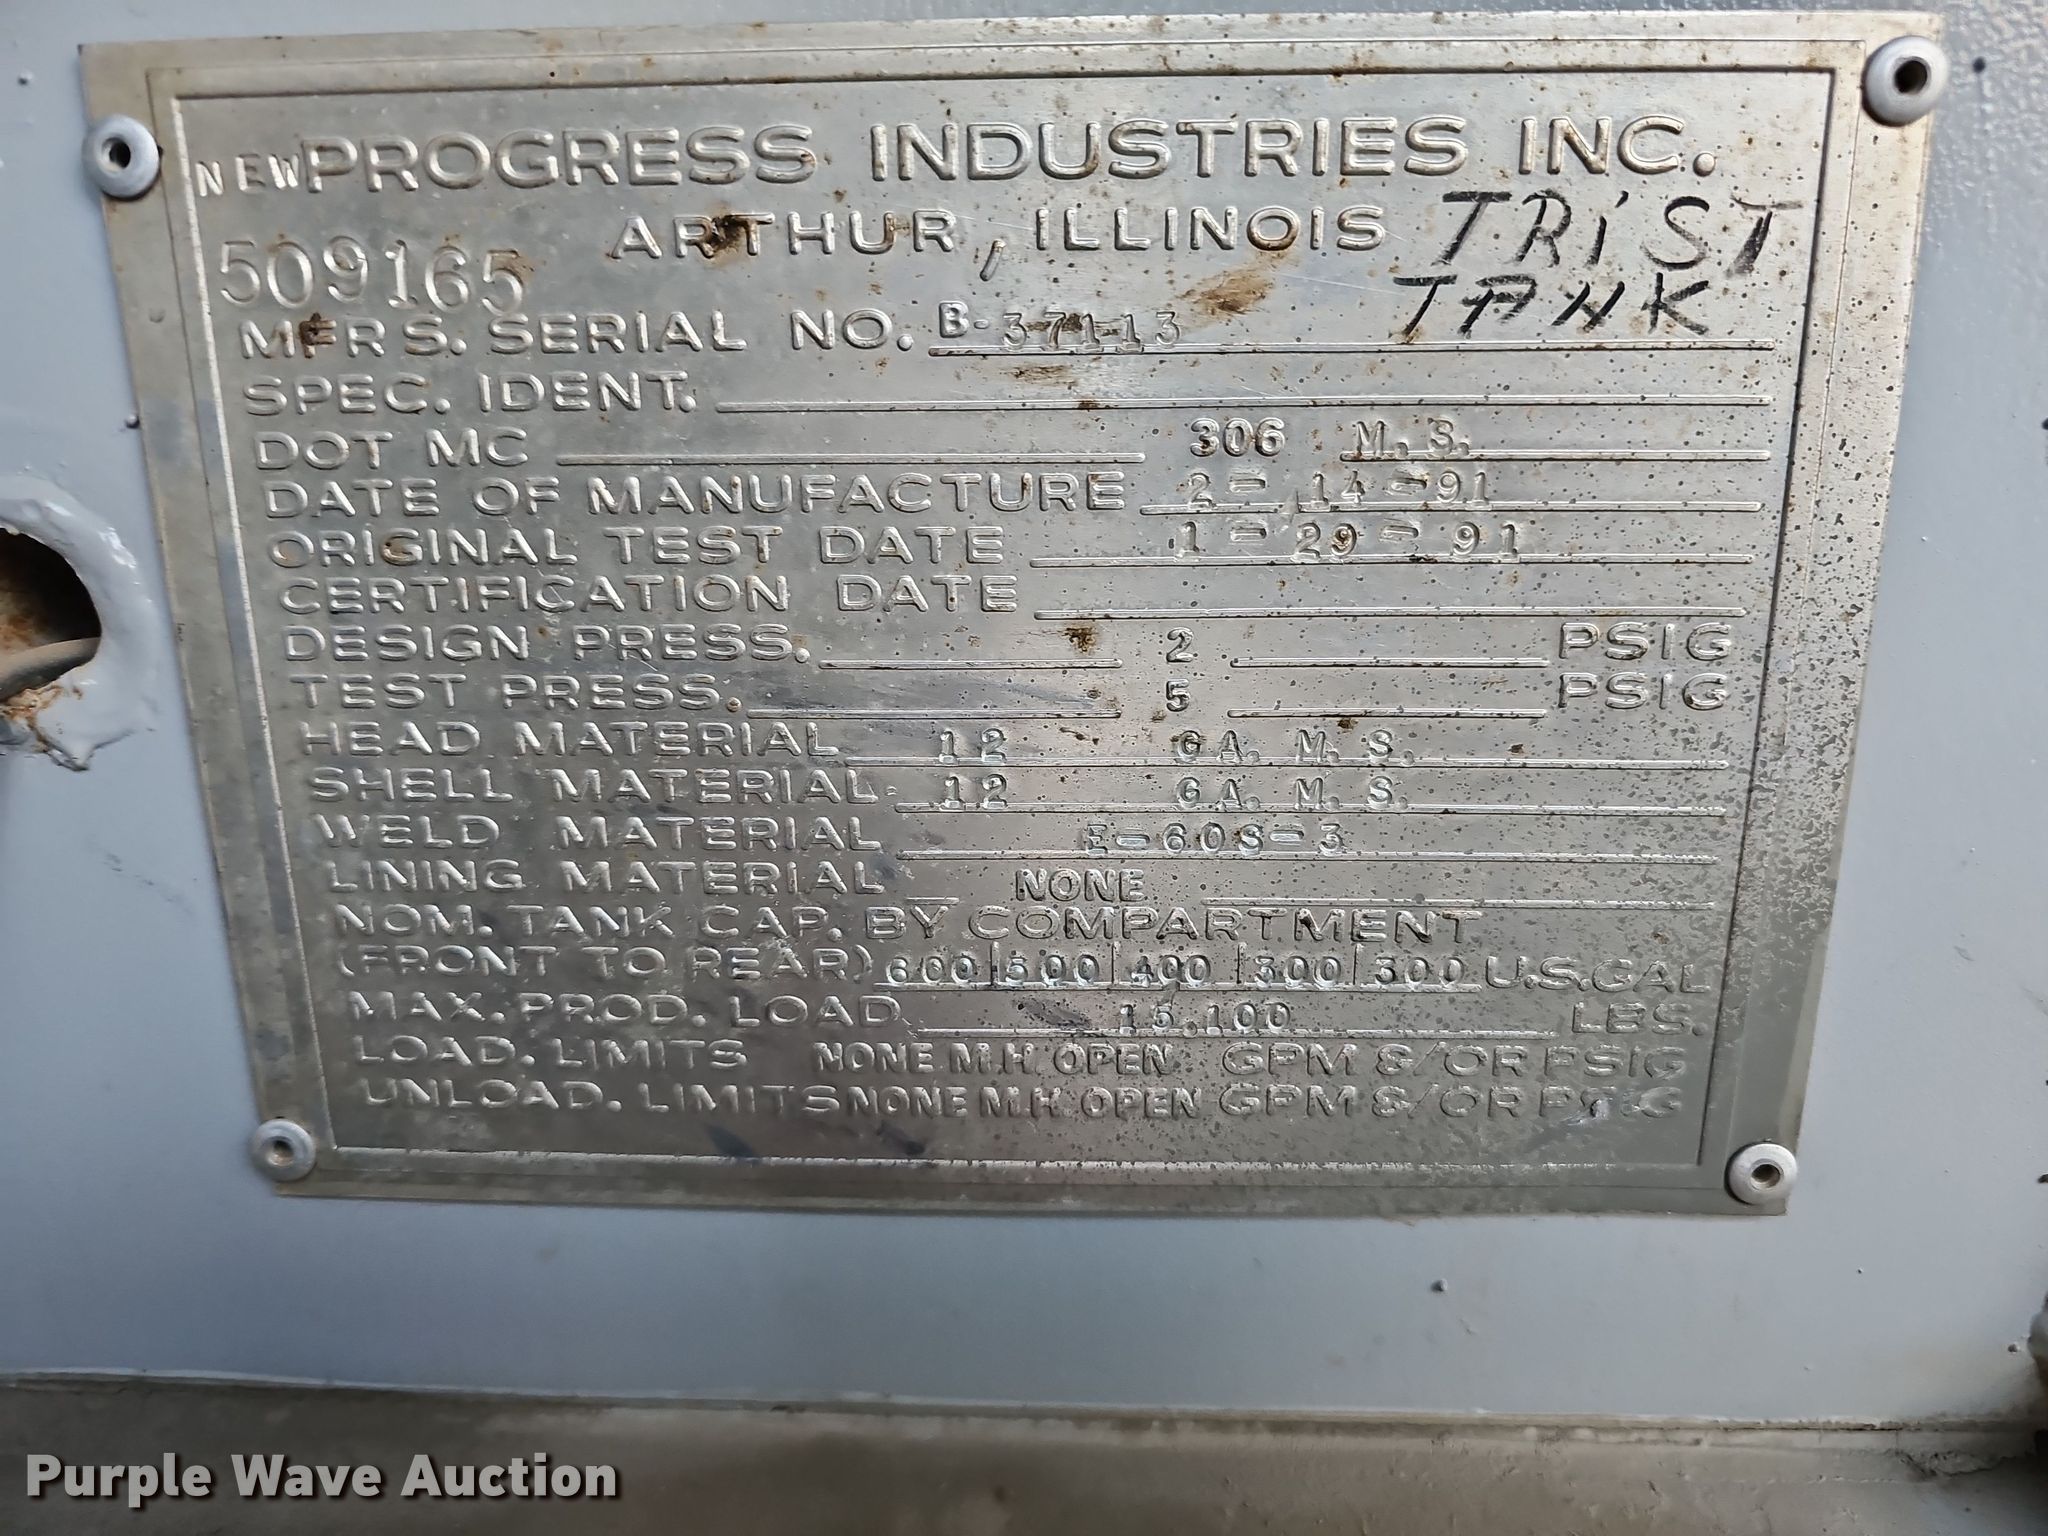 NEW PROGRESS INDUSTRIES INC.
ARTHUR, ILLINOIS
TRiST
TANK
509165
MFRS. SERIAL NO. B-37113
SPEC. IDENT.
DOT MC 306 M.S.
DATE OF MANUFACTURE 2-14-91
ORIGINAL TEST DATE 1-29-91
CERTIFICATION DATE
DESIGN PRESS. 2 PSIG
TEST PRESS. 5 PSIG
HEAD MATERIAL 12 GA. M.S.
SHELL MATERIAL 12 GA. M.S.
WELD MATERIAL E-60S-3
LINING MATERIAL NONE
NOM. TANK CAP. BY COMPARTMENT
(FRONT TO REAR) 600|500|400|300|300 U.S.GAL
MAX. PROD. LOAD 15,100 LBS.
LOAD. LIMITS NONE M.H. OPEN GPM &/OR PSIG
UNLOAD. LIMITS NONE M.H. OPEN GPM &/OR PSIG
Purple Wave Auction